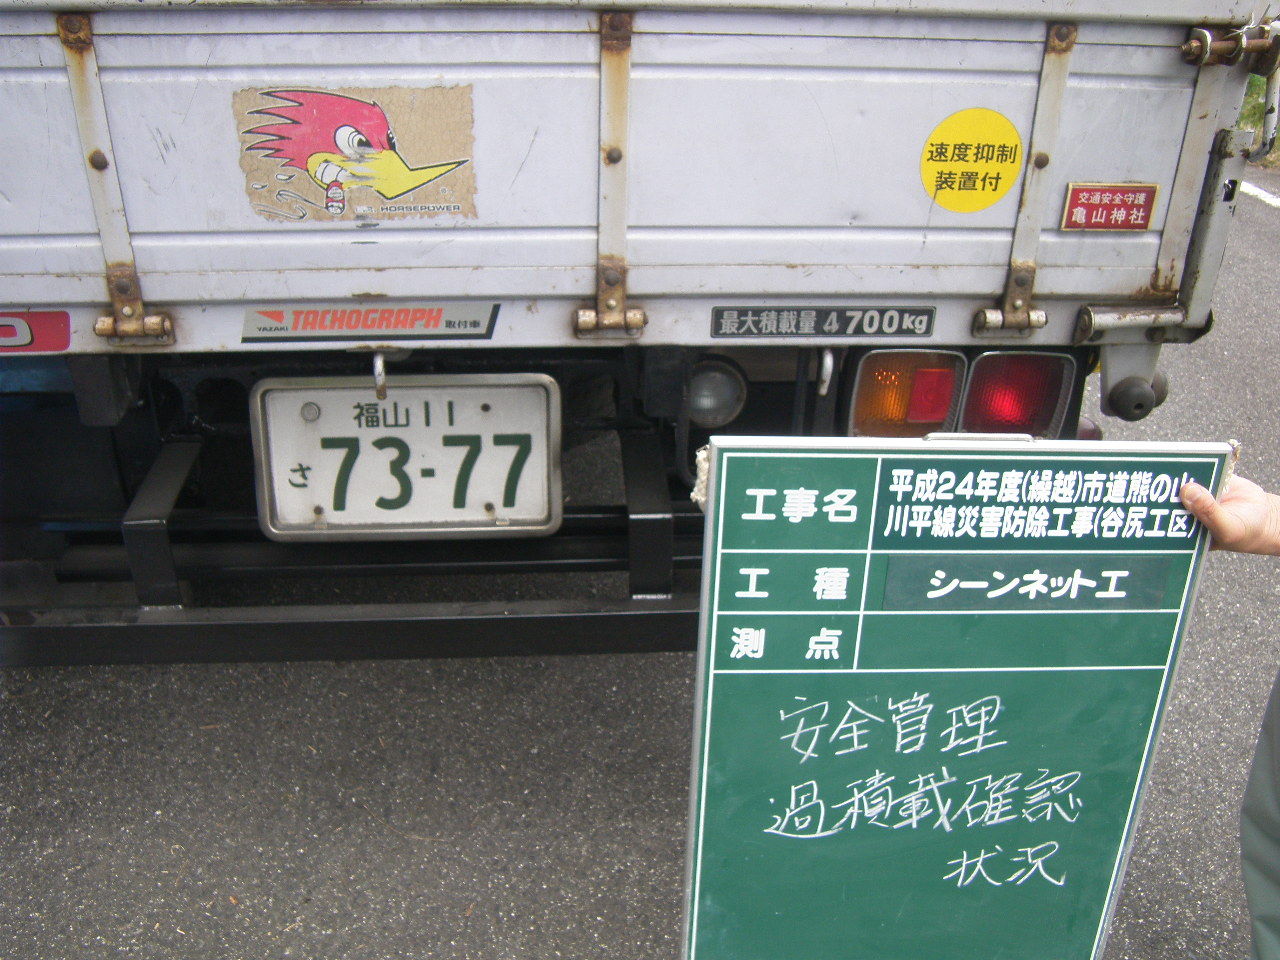 速度抑制
装置付
交通安全守護
亀山神社
HORSEPOWER
YAZAKI TACHOGRAPH 取付車
最大積載量 4700kg
福山 11
さ 73-77
工事名 平成24年度(繰越)市道熊の山
川平線災害防除工事(谷尻工区)
工種 シーンネット工
測点
安全管理
過積載確認
状況